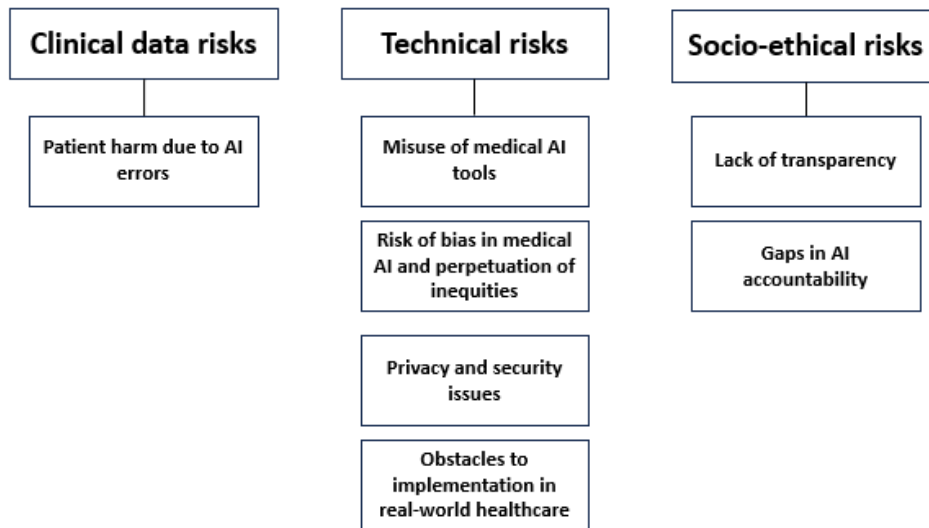 Clinical data risks
Patient harm due to AI
errors
Technical risks
Misuse of medical AI
tools
Risk of bias in medical
AI and perpetuation of
inequities
Privacy and security
issues
Obstacles to
implementation in
real-world healthcare
Socio-ethical risks
Lack of transparency
Gaps in AI
accountability